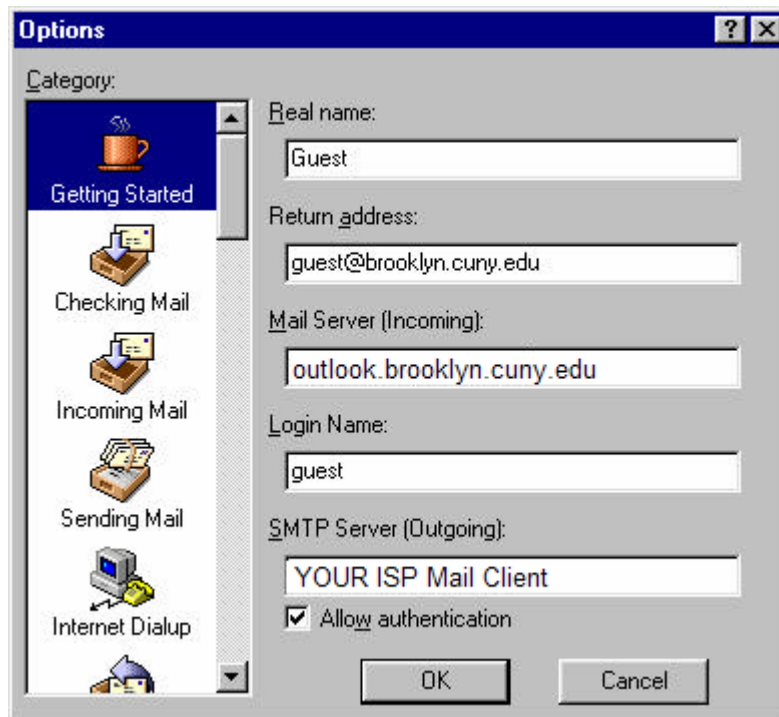 Options
Category:
Getting Started
Checking Mail
Incoming Mail
Sending Mail
Internet Dialup
Real name:
Guest
Return address:
guest@brooklyn.cuny.edu
Mail Server (Incoming):
outlook.brooklyn.cuny.edu
Login Name:
guest
SMTP Server (Outgoing):
YOUR ISP Mail Client
Allow authentication
OK
Cancel